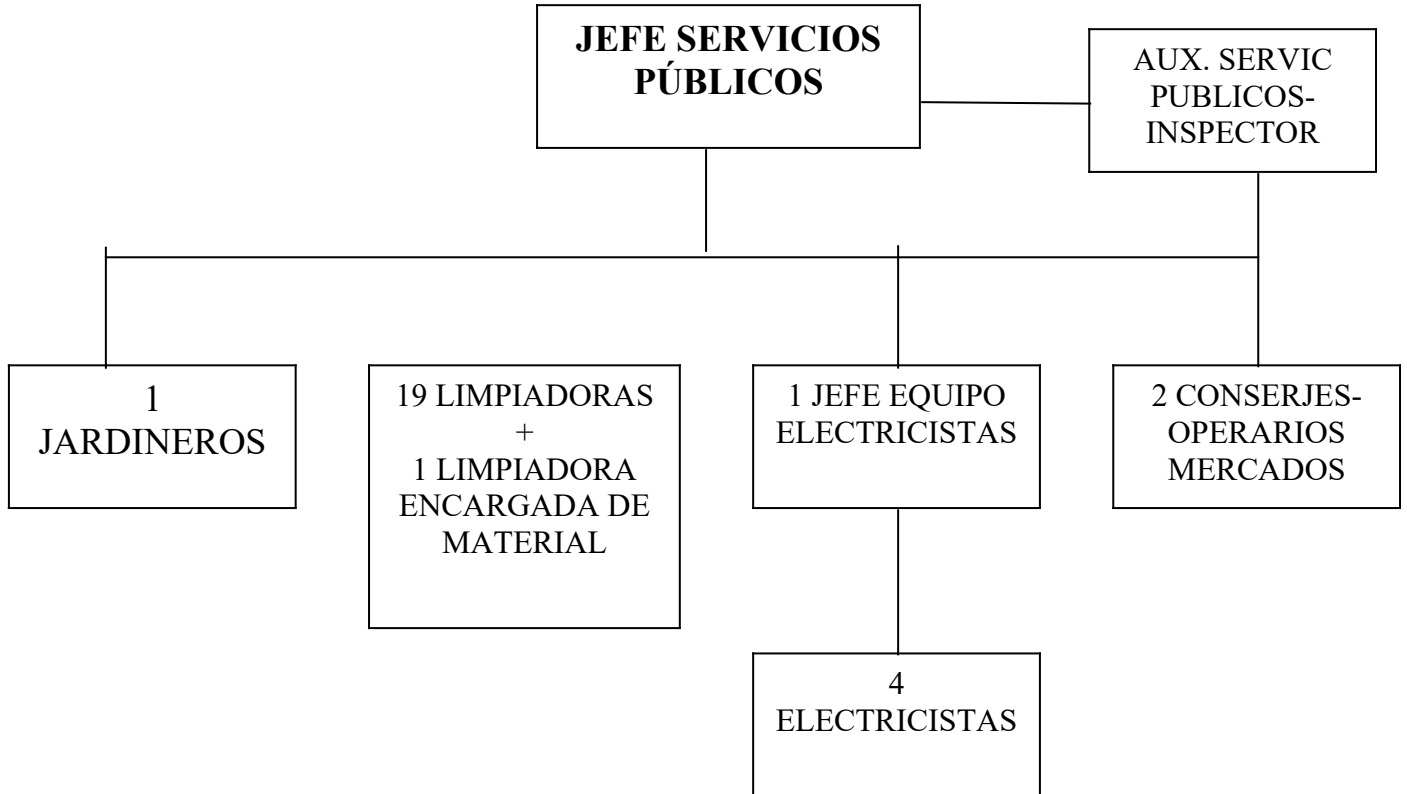 JEFE SERVICIOS
PÚBLICOS
AUX. SERVIC
PUBLICOS-
INSPECTOR
1
JARDINEROS
19 LIMPIADORAS
+
1 LIMPIADORA
ENCARGADA DE
MATERIAL
1 JEFE EQUIPO
ELECTRICISTAS
2 CONSERJES-
OPERARIOS
MERCADOS
4
ELECTRICISTAS